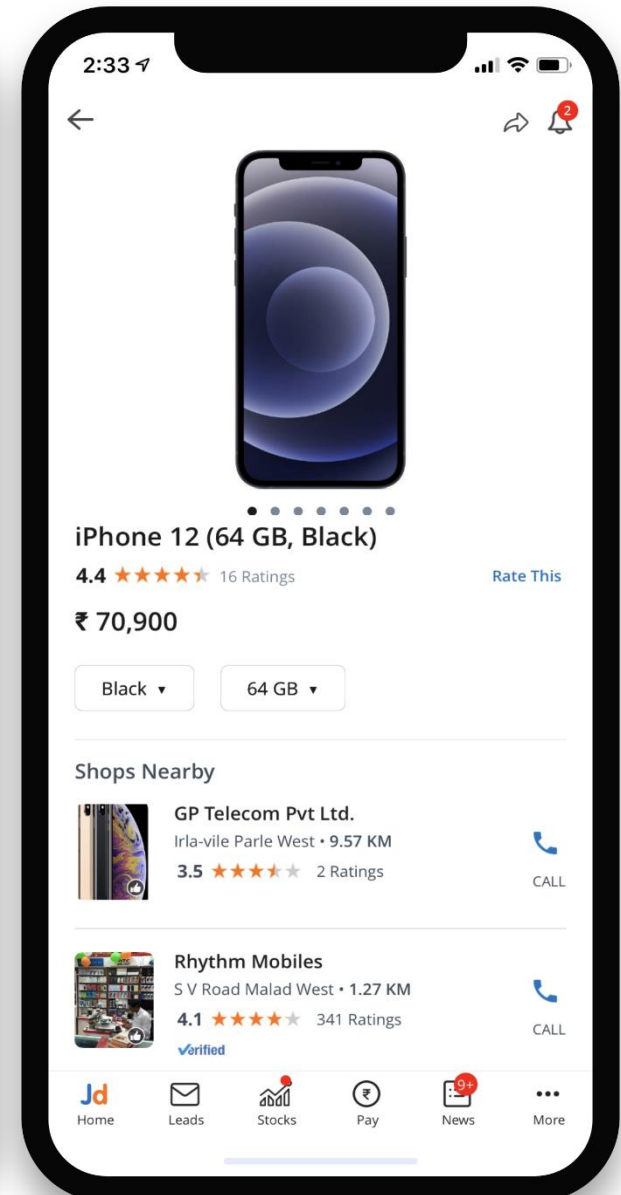 2:33
2
iPhone 12 (64 GB, Black)
4.4 16 Ratings Rate This
₹ 70,900
Black 64 GB
Shops Nearby
GP Telecom Pvt Ltd.
Irla-vile Parle West • 9.57 KM
3.5 2 Ratings
CALL
Rhythm Mobiles
S V Road Malad West • 1.27 KM
4.1 341 Ratings
CALL
Verified
9+
Jd ₹
Home Leads Stocks Pay News More